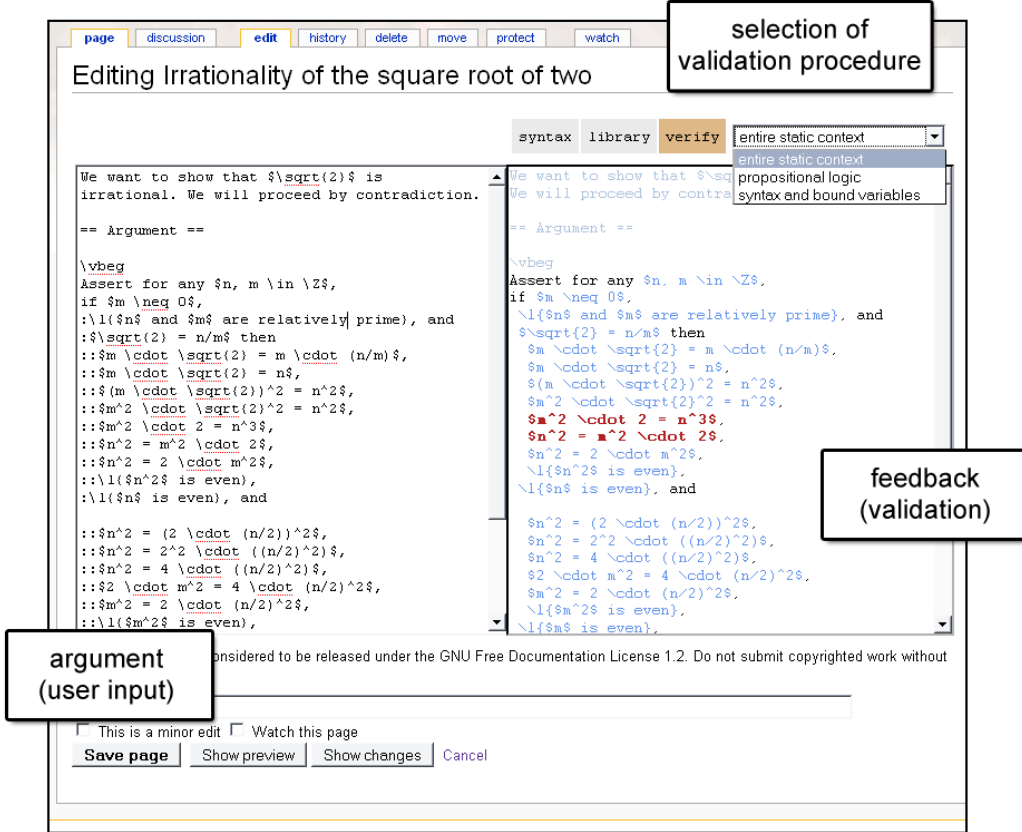 selection of
validation procedure
page discussion edit history delete move protect watch
Editing Irrationality of the square root of two
syntax library verify entire static context
entire static context
propositional logic
syntax and bound variables
We want to show that $\sqrt{2}$ is
irrational. We will proceed by contradiction.
== Argument ==
\vbeg
Assert for any $n, m \in \Z$,
if $m \neq 0$,
:\l{$n$ and $m$ are relatively prime}, and
:$\sqrt{2} = n/m$ then
::$m \cdot \sqrt{2} = m \cdot (n/m)$,
::$m \cdot \sqrt{2} = n$,
::$(m \cdot \sqrt{2})^2 = n^2$,
::$m^2 \cdot \sqrt{2}^2 = n^2$,
::$m^2 \cdot 2 = n^3$,
::$n^2 = m^2 \cdot 2$,
::$n^2 = 2 \cdot m^2$,
::\l{$n^2$ is even},
:\l{$n$ is even}, and
::$n^2 = (2 \cdot (n/2))^2$,
::$n^2 = 2^2 \cdot ((n/2)^2)$,
::$n^2 = 4 \cdot ((n/2)^2)$,
::$2 \cdot m^2 = 4 \cdot (n/2)^2$,
::$m^2 = 2 \cdot (n/2)^2$,
::\l{$m^2$ is even},
We want to show that $\sq
We will proceed by contra
== Argument ==
\vbeg
Assert for any $n, m \in \Z$,
if $m \neq 0$,
\l{$n$ and $m$ are relatively prime}, and
$\sqrt{2} = n/m$ then
$m \cdot \sqrt{2} = m \cdot (n/m)$,
$m \cdot \sqrt{2} = n$,
$(m \cdot \sqrt{2})^2 = n^2$,
$m^2 \cdot \sqrt{2}^2 = n^2$,
$m^2 \cdot 2 = n^3$,
$n^2 = m^2 \cdot 2$,
$n^2 = 2 \cdot m^2$,
\l{$n^2$ is even},
\l{$n$ is even}, and
$n^2 = (2 \cdot (n/2))^2$,
$n^2 = 2^2 \cdot ((n/2)^2)$,
$n^2 = 4 \cdot ((n/2)^2)$,
$2 \cdot m^2 = 4 \cdot (n/2)^2$,
$m^2 = 2 \cdot (n/2)^2$,
\l{$m^2$ is even},
\l{$m$ is even},
feedback
(validation)
argument
(user input)
onsidered to be released under the GNU Free Documentation License 1.2. Do not submit copyrighted work without
This is a minor edit Watch this page
Save page Show preview Show changes Cancel